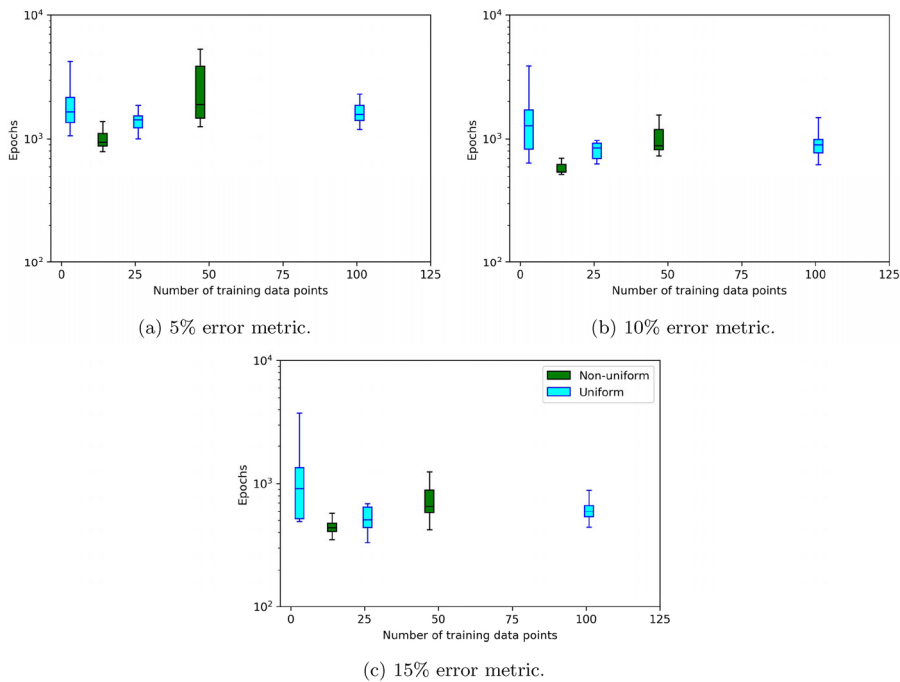 10^4
10^3
10^2
Epochs
0 25 50 75 100 125
Number of training data points
(a) 5% error metric.
10^4
10^3
10^2
Epochs
0 25 50 75 100 125
Number of training data points
(b) 10% error metric.
10^4
10^3
10^2
Epochs
Non-uniform
Uniform
0 25 50 75 100 125
Number of training data points
(c) 15% error metric.